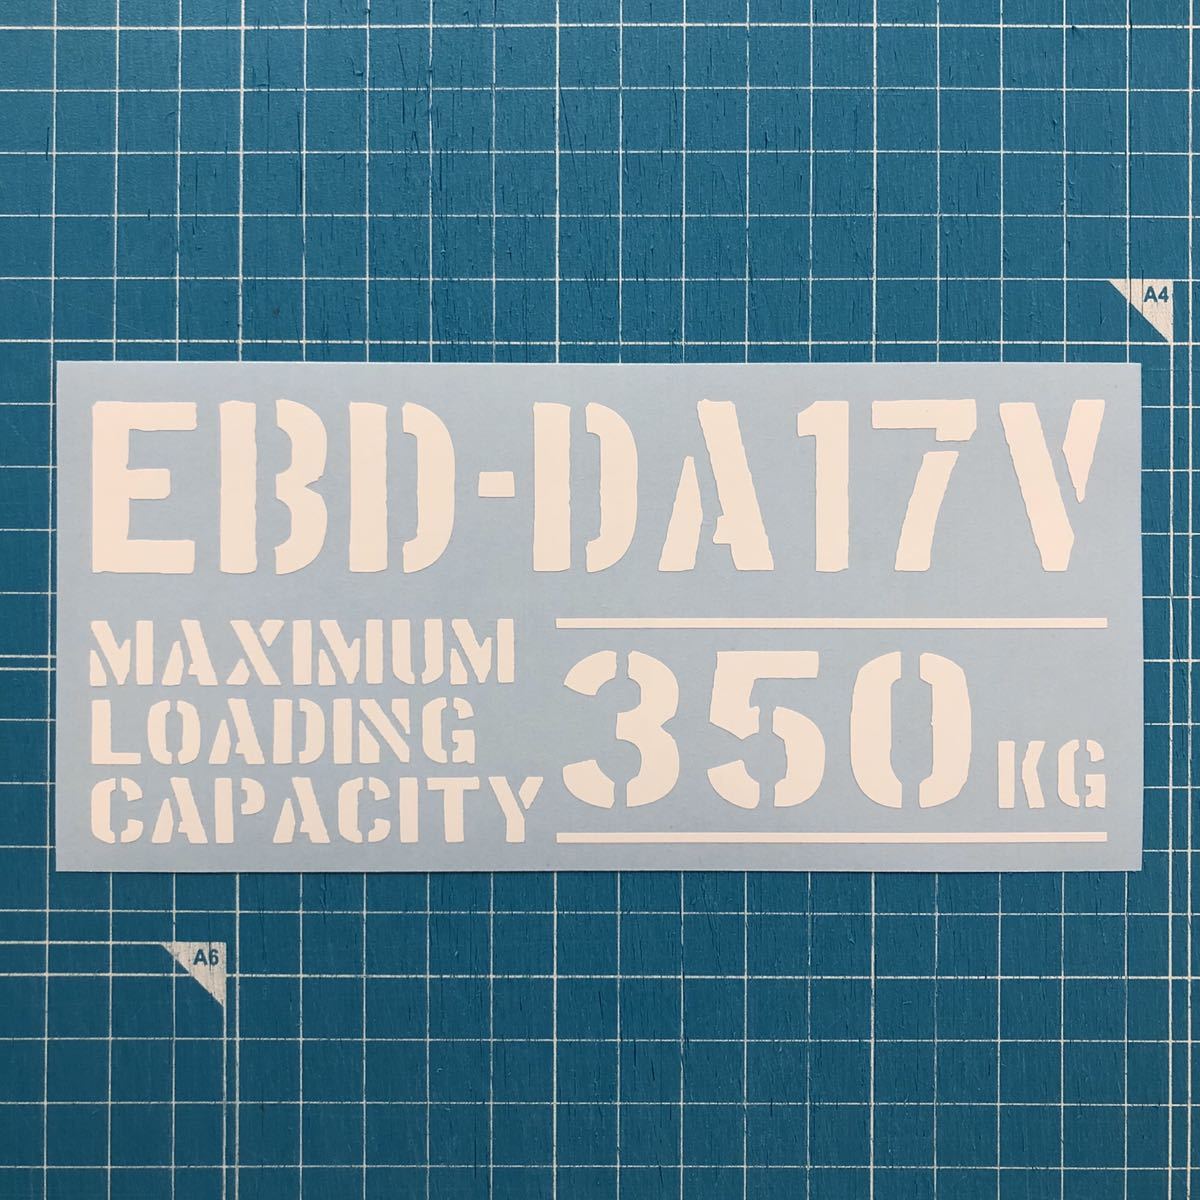 A4
EBD-DA17V
MAXIMUM
LOADING
CAPACITY
350 KG
A6